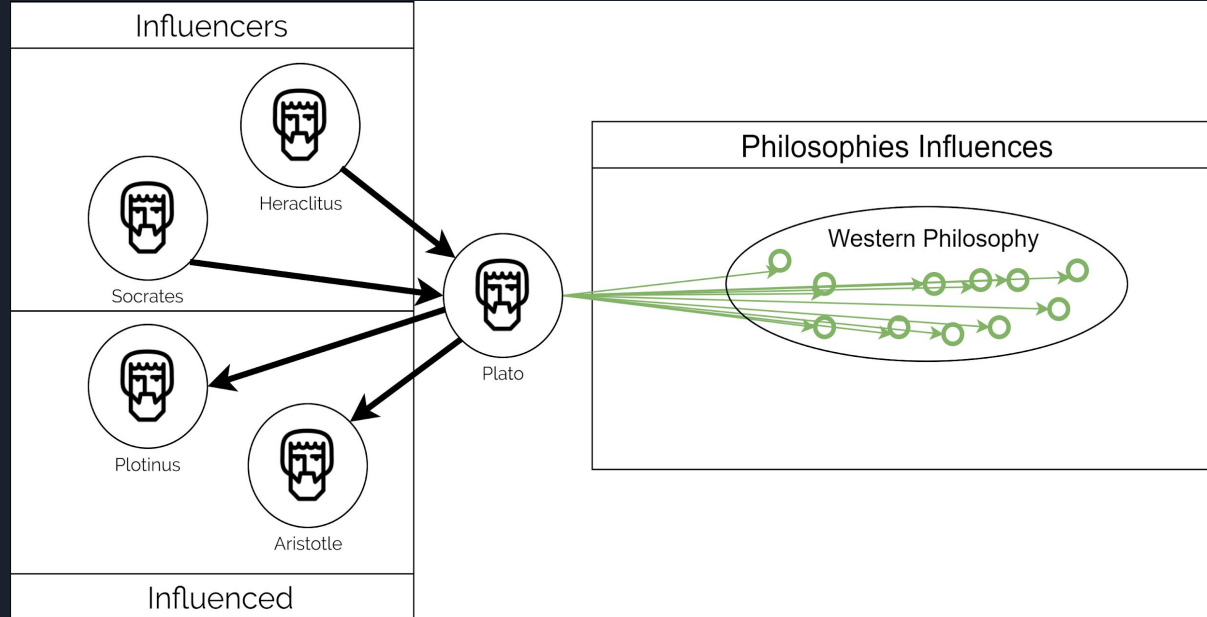 Influencers
Heraclitus
Socrates
Plotinus
Aristotle
Influenced
Plato
Philosophies Influences
Western Philosophy